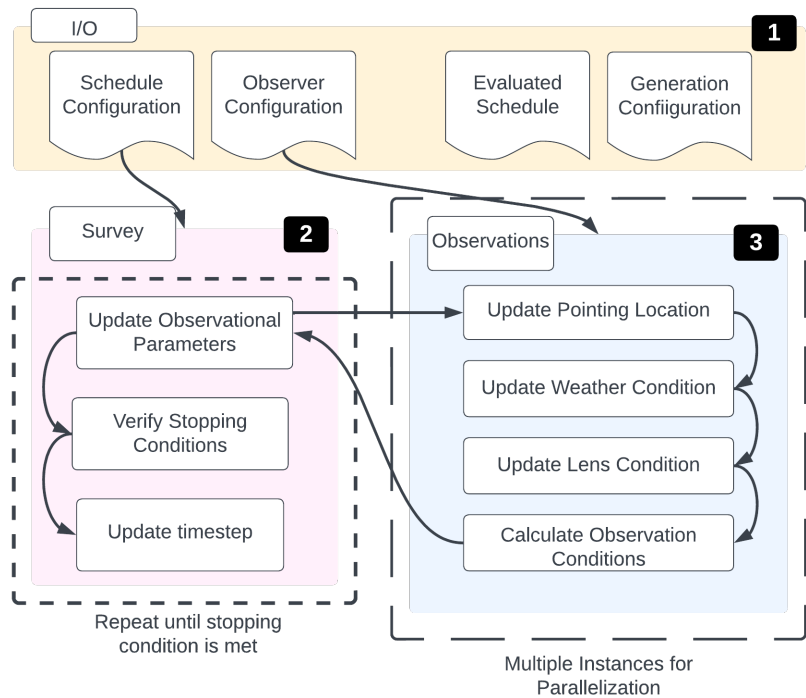 I/O
1
Schedule
Configuration
Observer
Configuration
Evaluated
Schedule
Generation
Confiiguration
Survey
2
Update Observational
Parameters
Verify Stopping
Conditions
Update timestep
Repeat until stopping
condition is met
Observations
3
Update Pointing Location
Update Weather Condition
Update Lens Condition
Calculate Observation
Conditions
Multiple Instances for
Parallelization